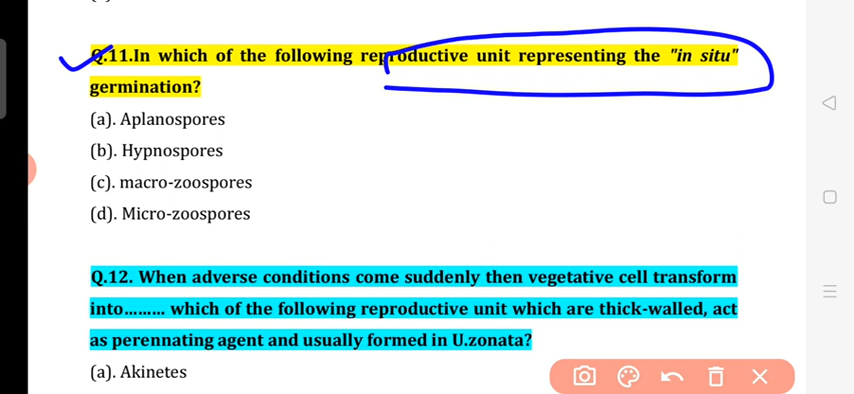 Q.11.In which of the following reproductive unit representing the "in situ"
germination?
(a). Aplanospores
(b). Hypnospores
(c). macro-zoospores
(d). Micro-zoospores
Q.12. When adverse conditions come suddenly then vegetative cell transform
into......... which of the following reproductive unit which are thick-walled, act
as perennating agent and usually formed in U.zonata?
(a). Akinetes